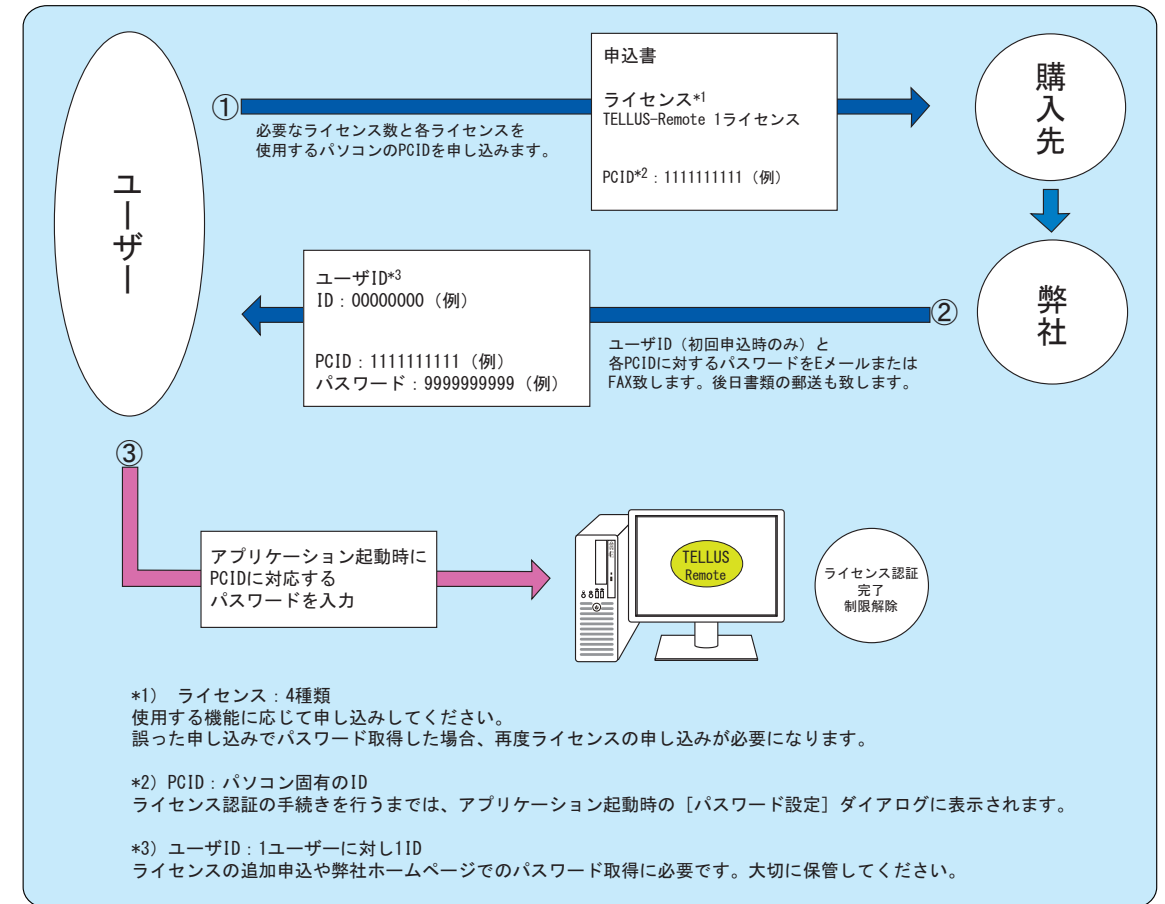 ユーザー
①
必要なライセンス数と各ライセンスを
使用するパソコンのPCIDを申し込みます。
申込書
ライセンス*1
TELLUS-Remote 1ライセンス
PCID*2：1111111111（例）
購入先
弊社
②
ユーザID（初回申込時のみ）と
各PCIDに対するパスワードをEメールまたは
FAX致します。後日書類の郵送も致します。
ユーザID*3
ID：00000000（例）
PCID：1111111111（例）
パスワード：9999999999（例）
③
アプリケーション起動時に
PCIDに対応する
パスワードを入力
TELLUS
Remote
ライセンス認証
完了
制限解除
*1） ライセンス：4種類
使用する機能に応じて申し込みしてください。
誤った申し込みでパスワード取得した場合、再度ライセンスの申し込みが必要になります。
*2）PCID：パソコン固有のID
ライセンス認証の手続きを行うまでは、アプリケーション起動時の［パスワード設定］ダイアログに表示されます。
*3）ユーザID：1ユーザーに対し1ID
ライセンスの追加申込や弊社ホームページでのパスワード取得に必要です。大切に保管してください。